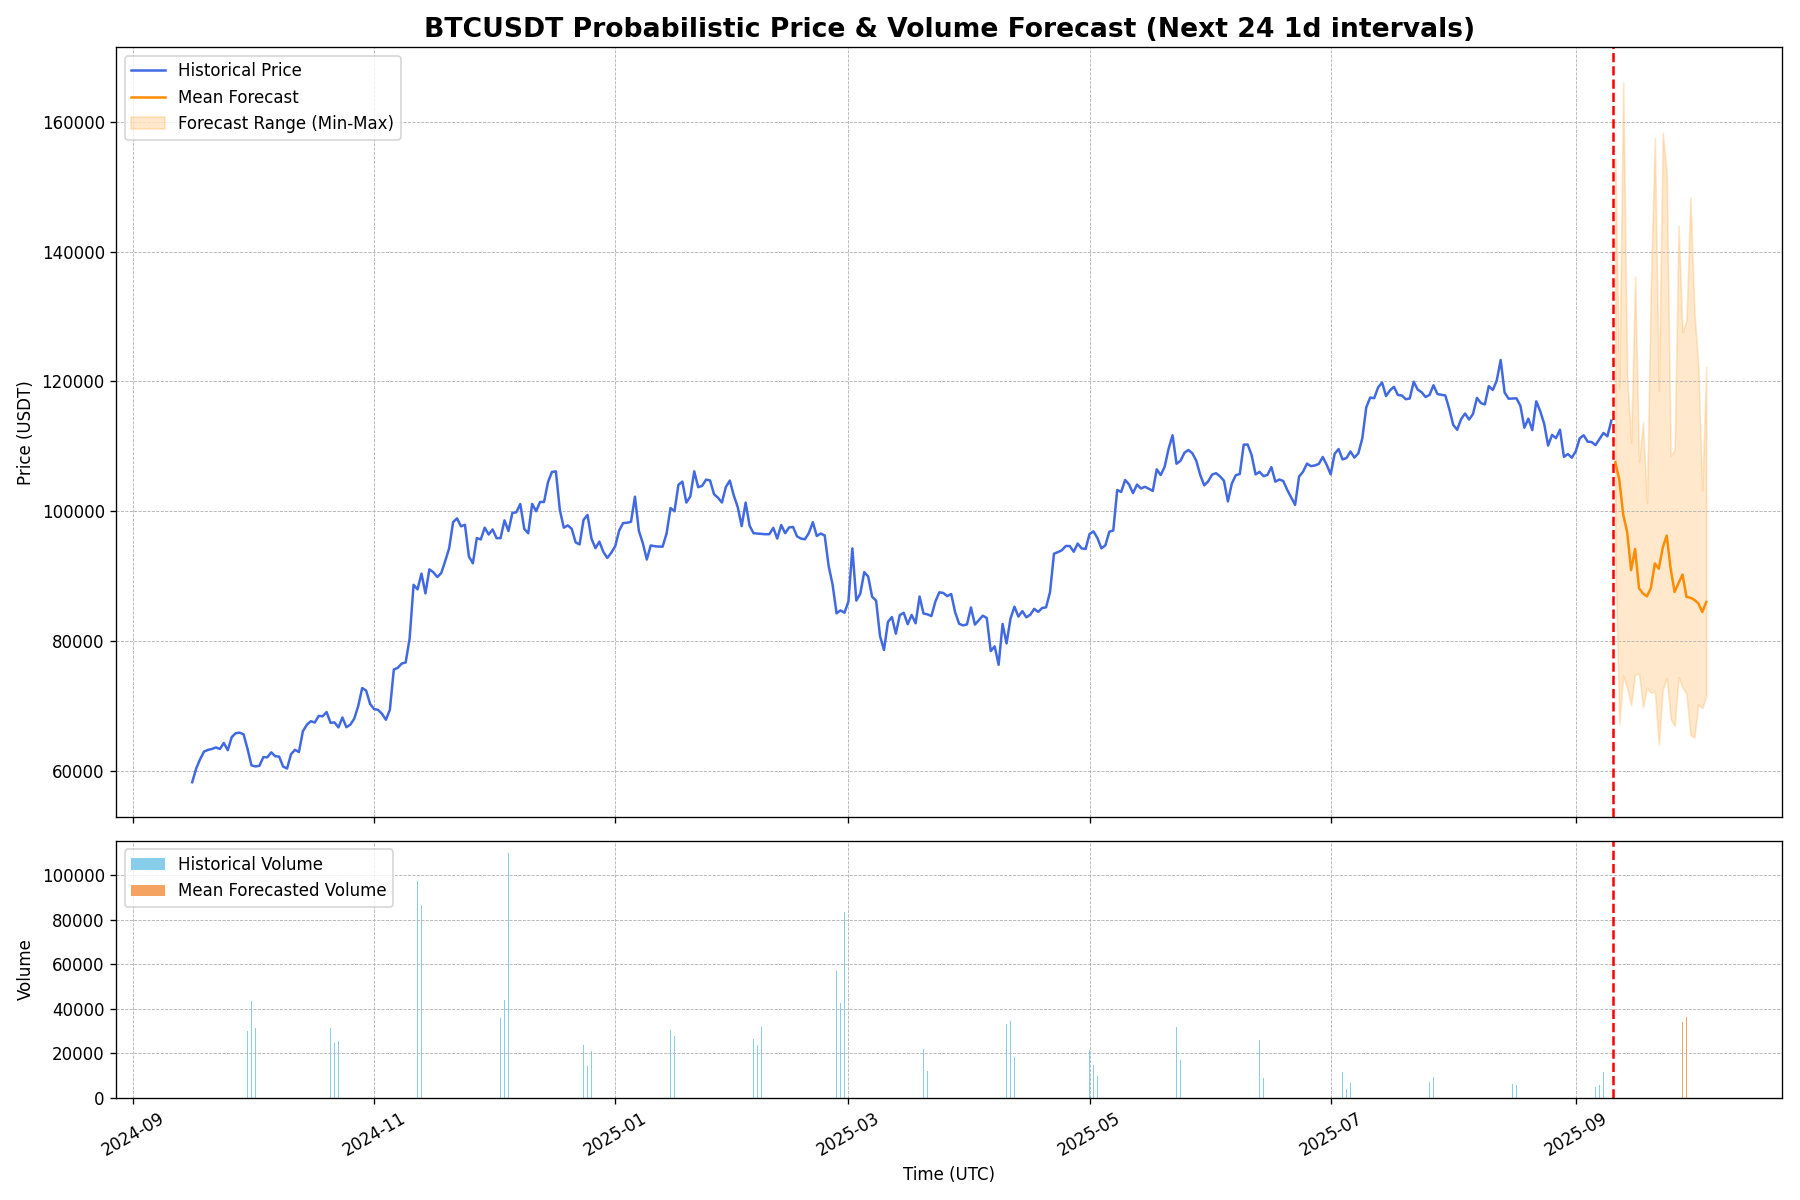 BTCUSDT Probabilistic Price & Volume Forecast (Next 24 1d intervals)
Historical Price
Mean Forecast
Forecast Range (Min-Max)
Price (USDT)
160000
140000
120000
100000
80000
60000
Historical Volume
Mean Forecasted Volume
Volume
100000
80000
60000
40000
20000
0
2024-09
2024-11
2025-01
2025-03
2025-05
2025-07
2025-09
Time (UTC)